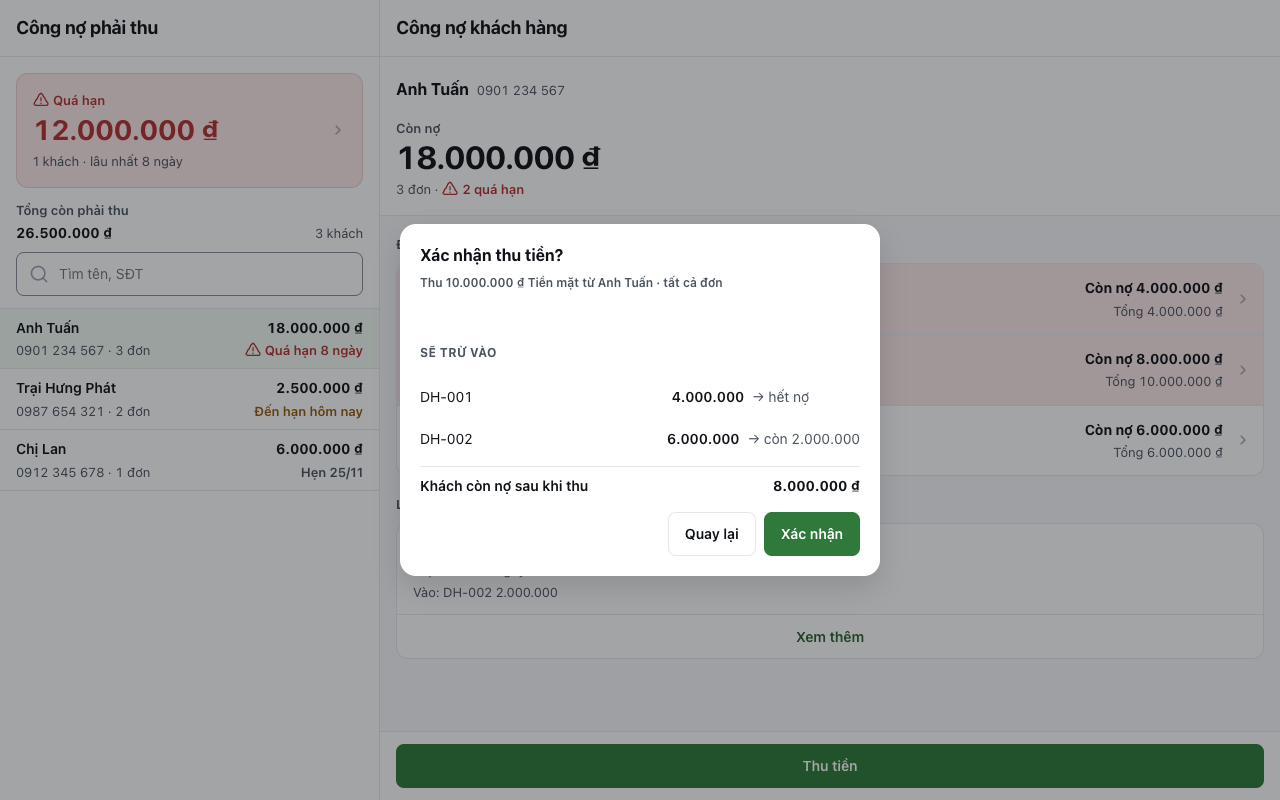 Công nợ phải thu
Quá hạn
12.000.000 ₫
1 khách · lâu nhất 8 ngày
Tổng còn phải thu
26.500.000 ₫ 3 khách
Tìm tên, SĐT
Anh Tuấn 18.000.000 ₫
0901 234 567 · 3 đơn Quá hạn 8 ngày
Trại Hưng Phát 2.500.000 ₫
0987 654 321 · 2 đơn Đến hạn hôm nay
Chị Lan 6.000.000 ₫
0912 345 678 · 1 đơn Hẹn 25/11
Công nợ khách hàng
Anh Tuấn 0901 234 567
Còn nợ
18.000.000 ₫
3 đơn · 2 quá hạn
Còn nợ 4.000.000 ₫
Tổng 4.000.000 ₫
Còn nợ 8.000.000 ₫
Tổng 10.000.000 ₫
Còn nợ 6.000.000 ₫
Tổng 6.000.000 ₫
Xác nhận thu tiền?
Thu 10.000.000 ₫ Tiền mặt từ Anh Tuấn · tất cả đơn
SẼ TRỪ VÀO
DH-001 4.000.000 → hết nợ
DH-002 6.000.000 → còn 2.000.000
Khách còn nợ sau khi thu 8.000.000 ₫
Quay lại Xác nhận
Vào: DH-002 2.000.000
Xem thêm
Thu tiền